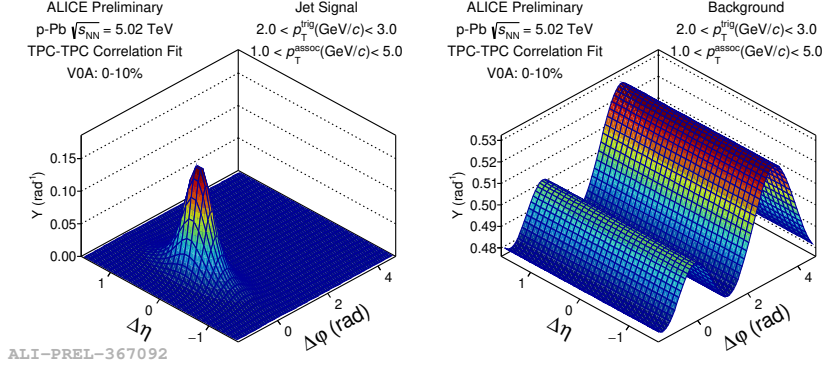 ALICE Preliminary
p-Pb √sNN = 5.02 TeV
TPC-TPC Correlation Fit
V0A: 0-10%
Jet Signal
2.0 < pTtrig(GeV/c)< 3.0
1.0 < pTassoc(GeV/c)< 5.0
Y (rad-1)
0.15
0.10
0.05
0.00
1
0
−1
Δη
0
2
4
Δφ (rad)
ALICE Preliminary
p-Pb √sNN = 5.02 TeV
TPC-TPC Correlation Fit
V0A: 0-10%
Background
2.0 < pTtrig(GeV/c)< 3.0
1.0 < pTassoc(GeV/c)< 5.0
Y (rad-1)
0.53
0.52
0.51
0.50
0.49
0.48
1
0
−1
Δη
0
2
4
Δφ (rad)
ALI-PREL-367092